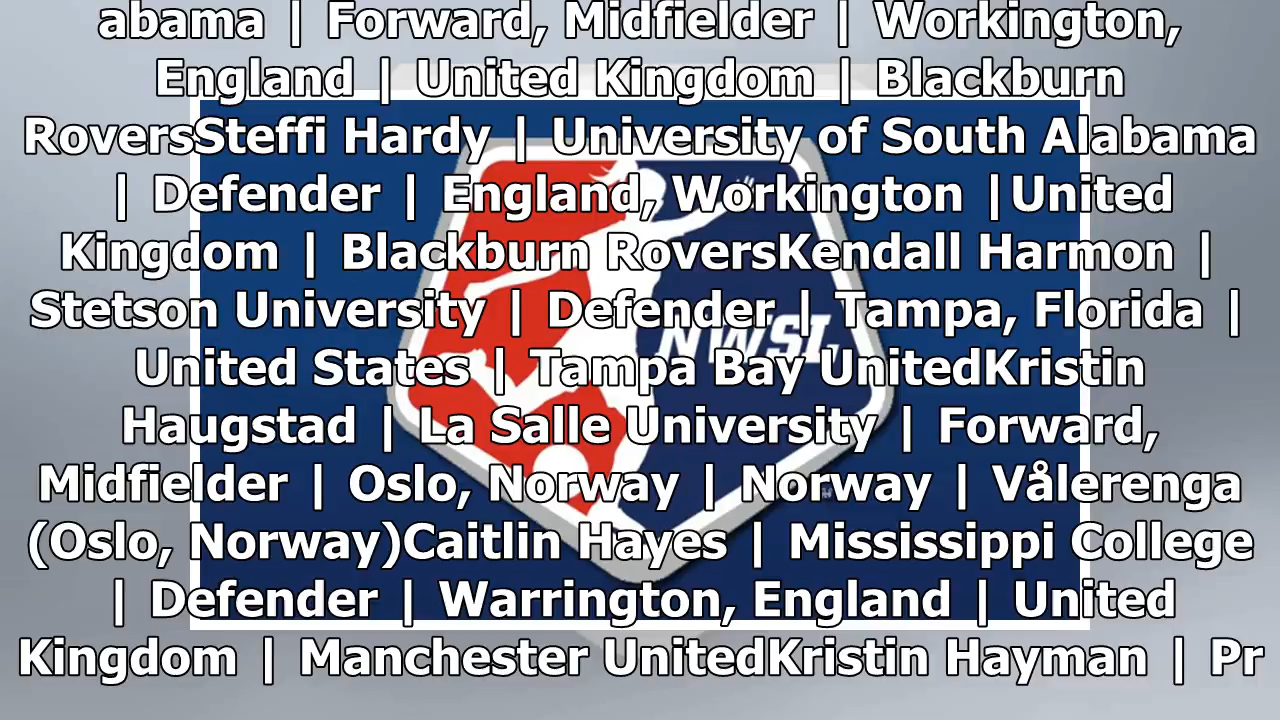 abama | Forward, Midfielder | Workington,
England | United Kingdom | Blackburn
RoversSteffi Hardy | University of South Alabama
| Defender | England, Workington |United
Kingdom | Blackburn RoversKendall Harmon |
Stetson University | Defender | Tampa, Florida |
NWSL
United States | Tampa Bay UnitedKristin
Haugstad | La Salle University | Forward,
Midfielder | Oslo, Norway | Norway | Vålerenga
(Oslo, Norway)Caitlin Hayes | Mississippi College
| Defender | Warrington, England | United
Kingdom | Manchester UnitedKristin Hayman | Pr